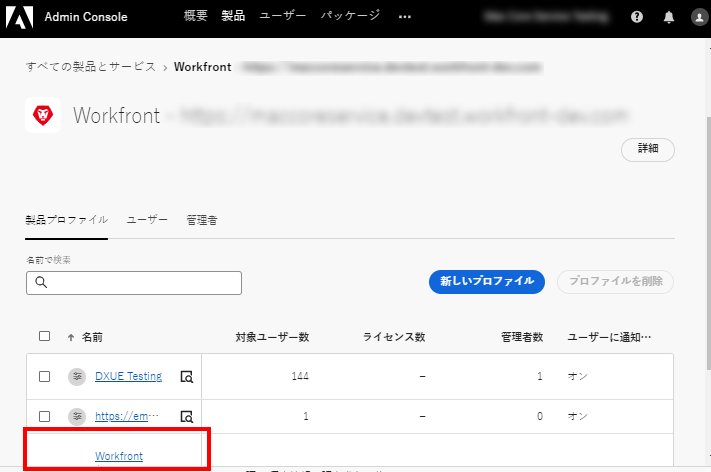 Admin Console 概要 製品 ユーザー パッケージ
すべての製品とサービス › Workfront
Workfront
詳細
製品プロファイル ユーザー 管理者
名前で検索
新しいプロファイル プロファイルを削除
↑ 名前 対象ユーザー数 ライセンス数 管理者数 ユーザーに通知…
DXUE Testing 144 – 1 オン
https://em… 1 – 0 オン
Workfront